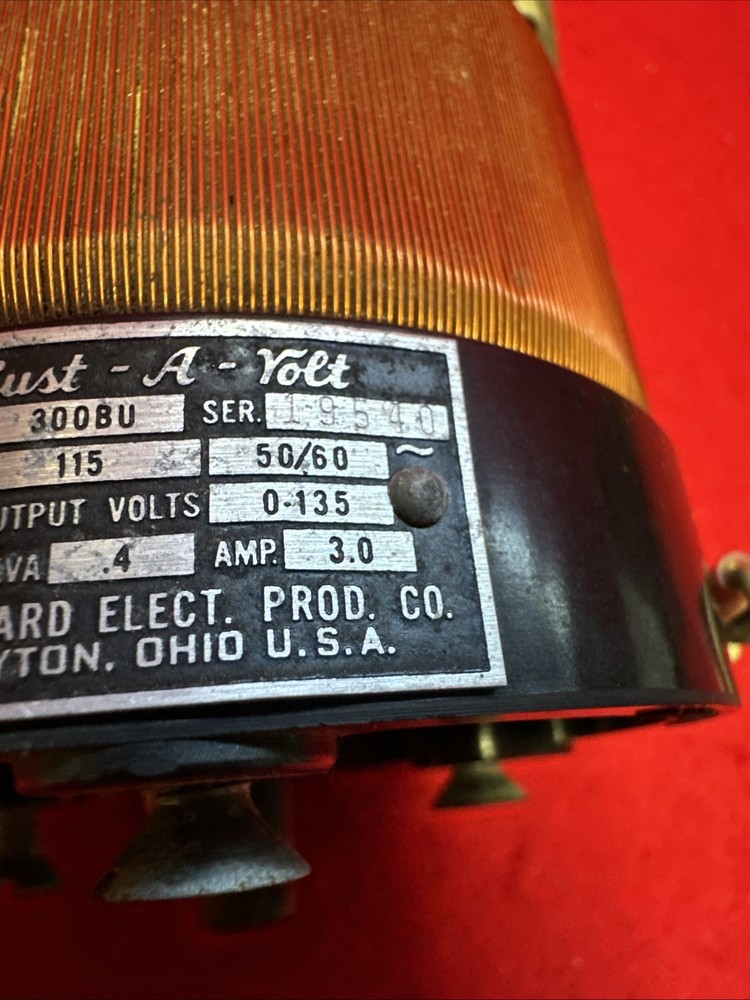 ust-A-Volt
300BU SER. 19540
115 50/60 ~
UTPUT VOLTS 0-135
VA .4 AMP. 3.0
ARD ELECT. PROD. CO.
YTON, OHIO U.S.A.